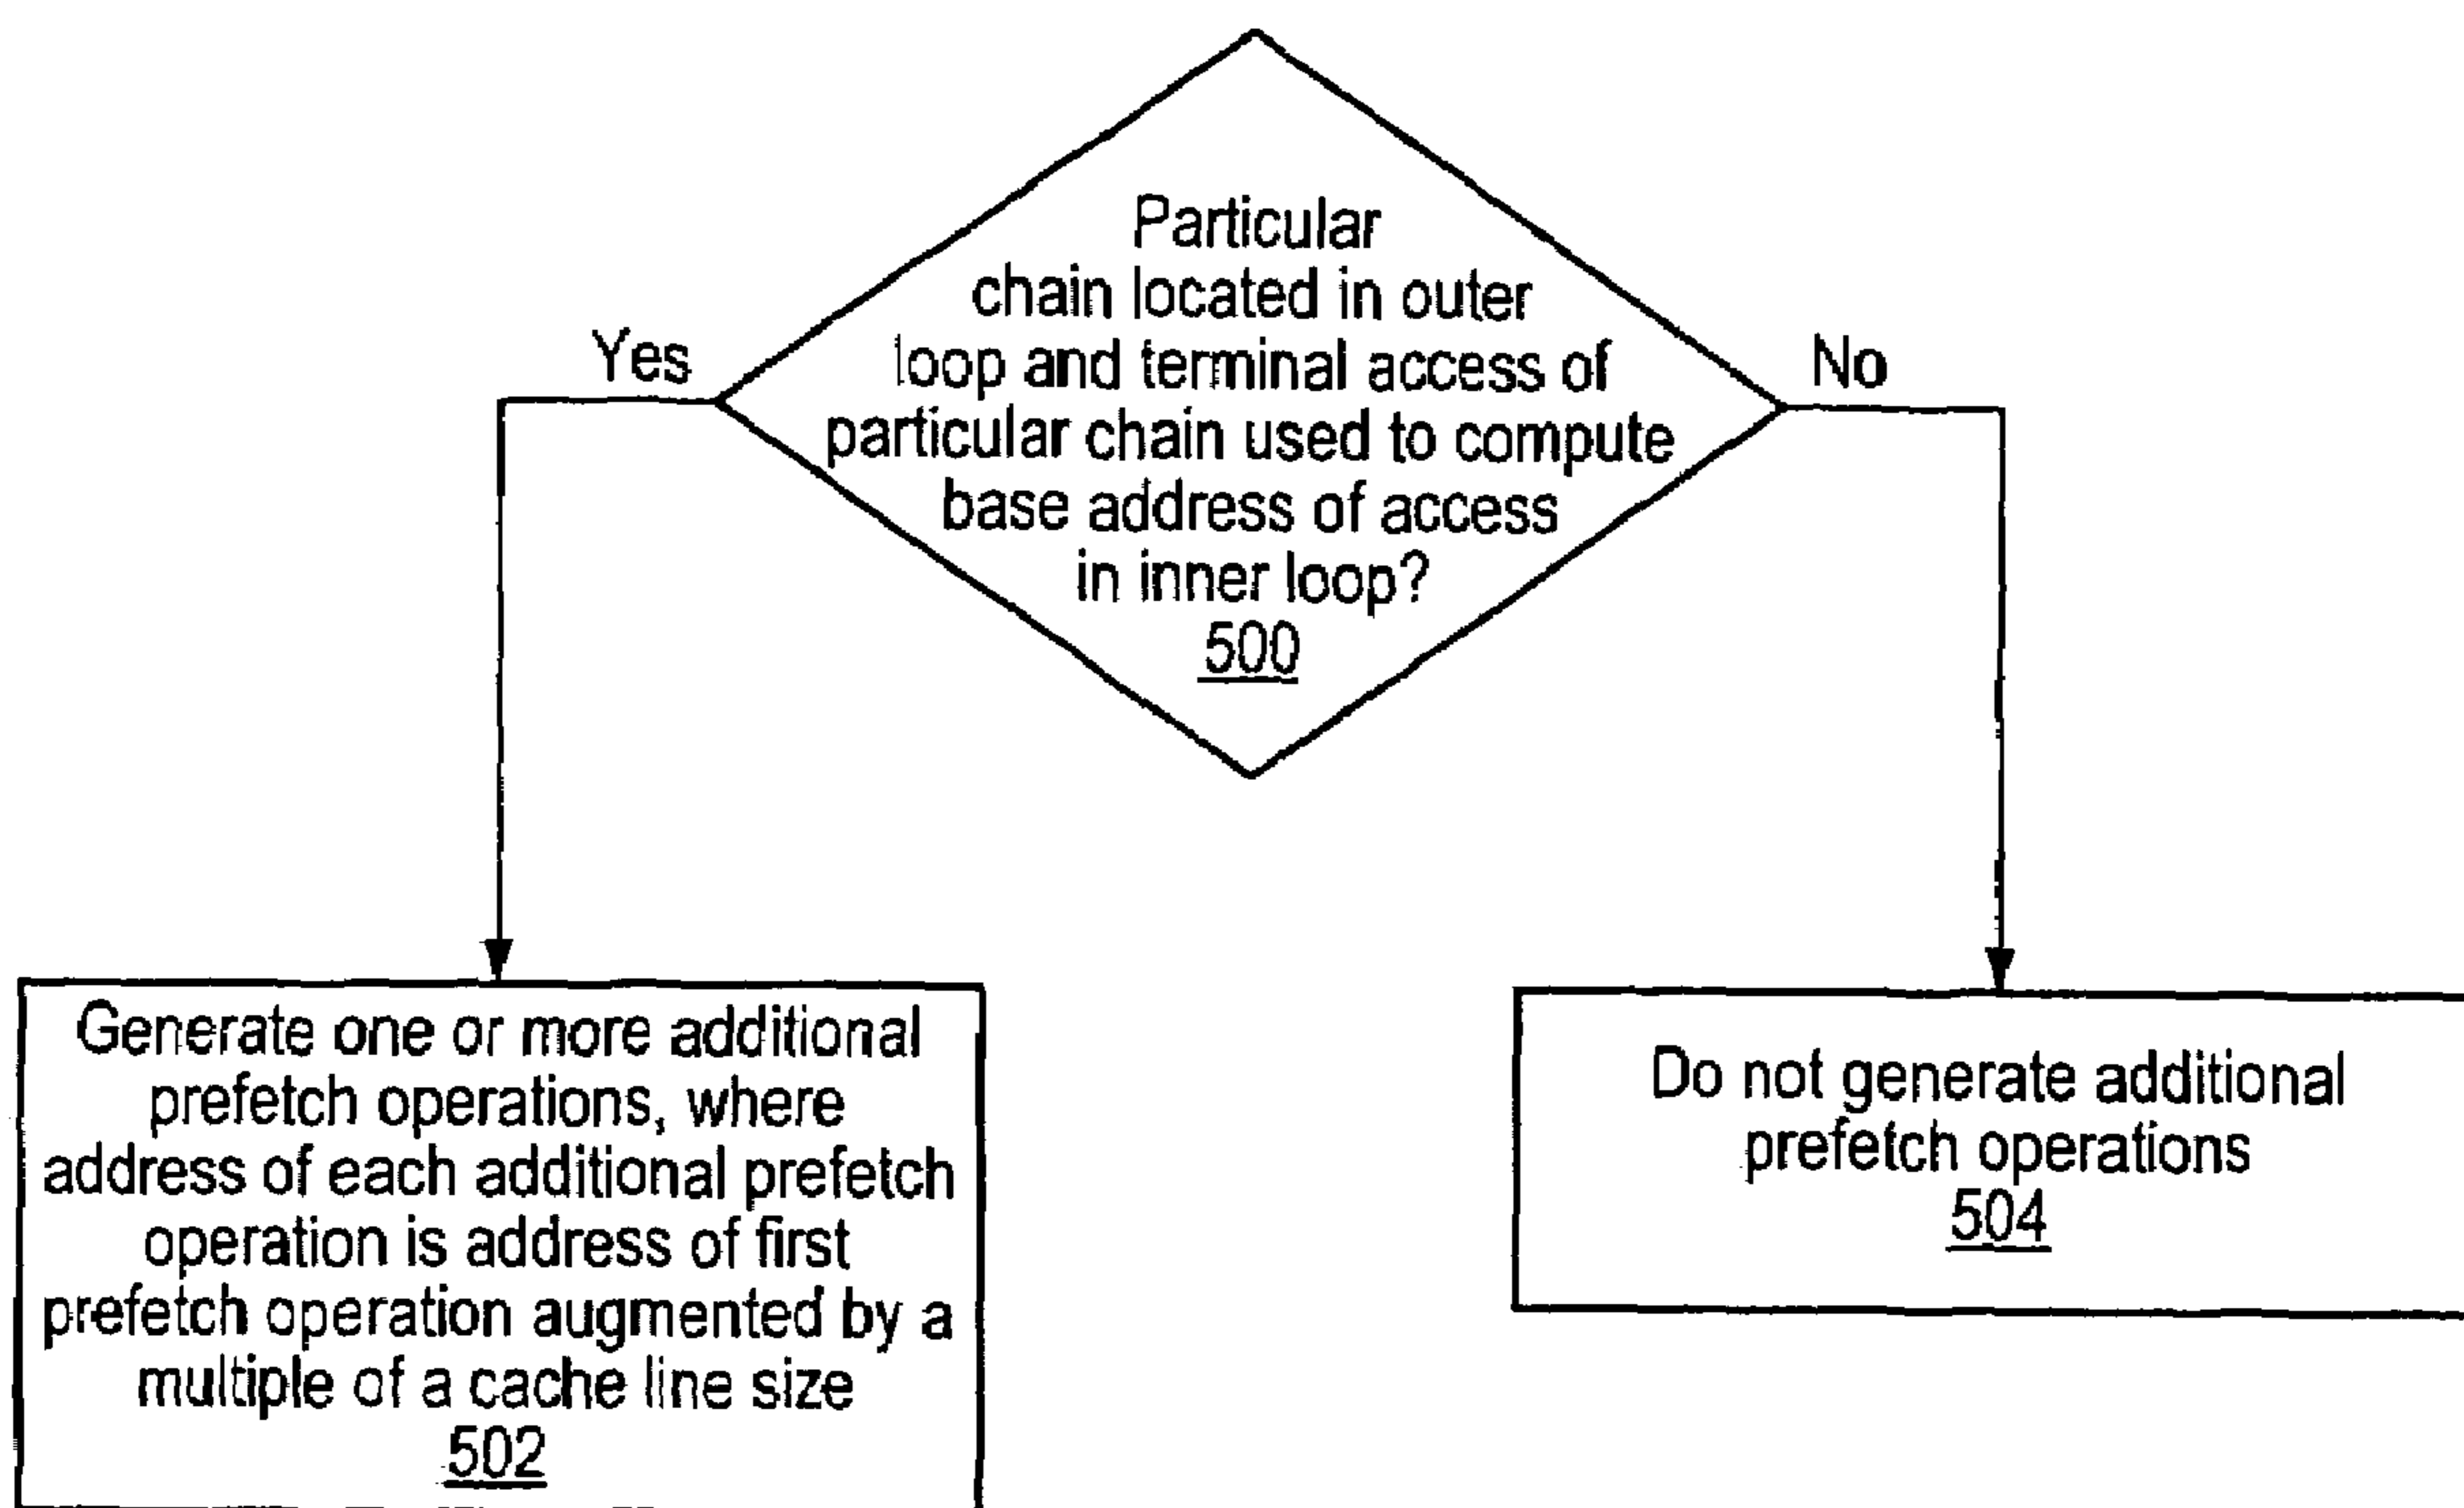 Particular
chain located in outer
loop and terminal access of
particular chain used to compute
base address of access
in inner loop?
500
Yes
No
Generate one or more additional
prefetch operations, where
address of each additional prefetch
operation is address of first
prefetch operation augmented by a
multiple of a cache line size
502
Do not generate additional
prefetch operations
504